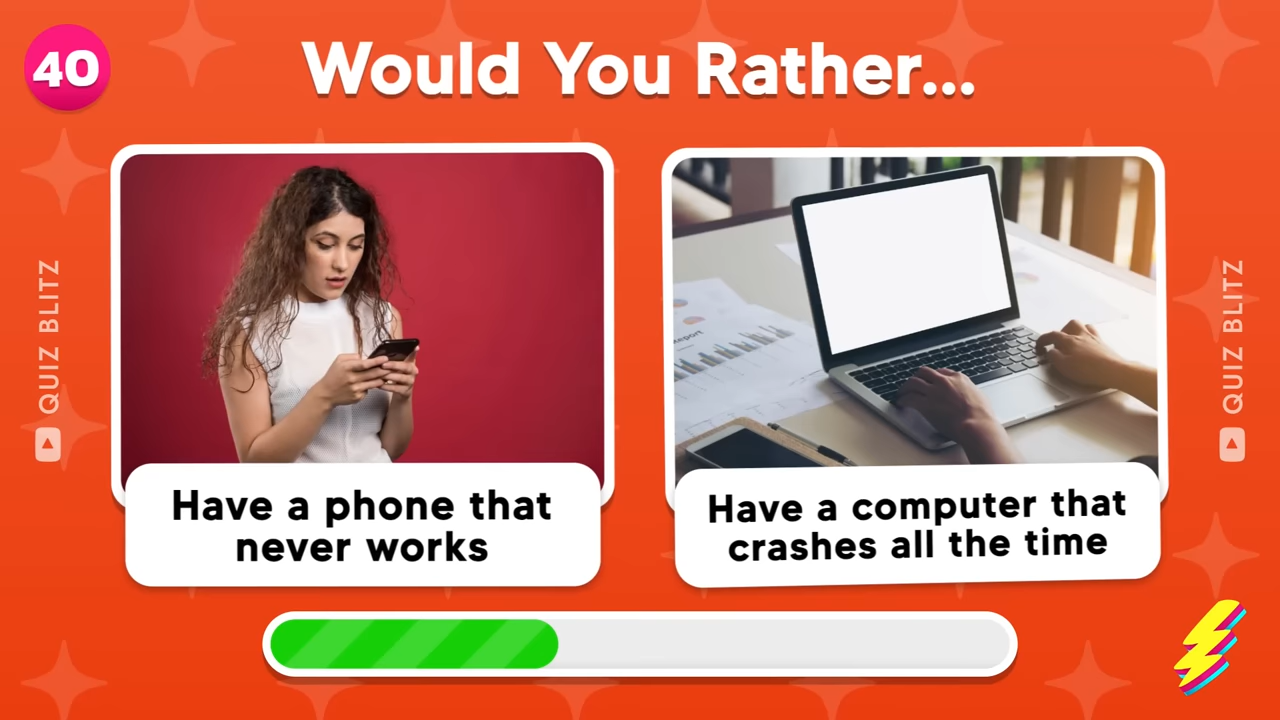 40
Would You Rather...
QUIZ BLITZ
QUIZ BLITZ
Report
Have a phone that
never works
Have a computer that
crashes all the time